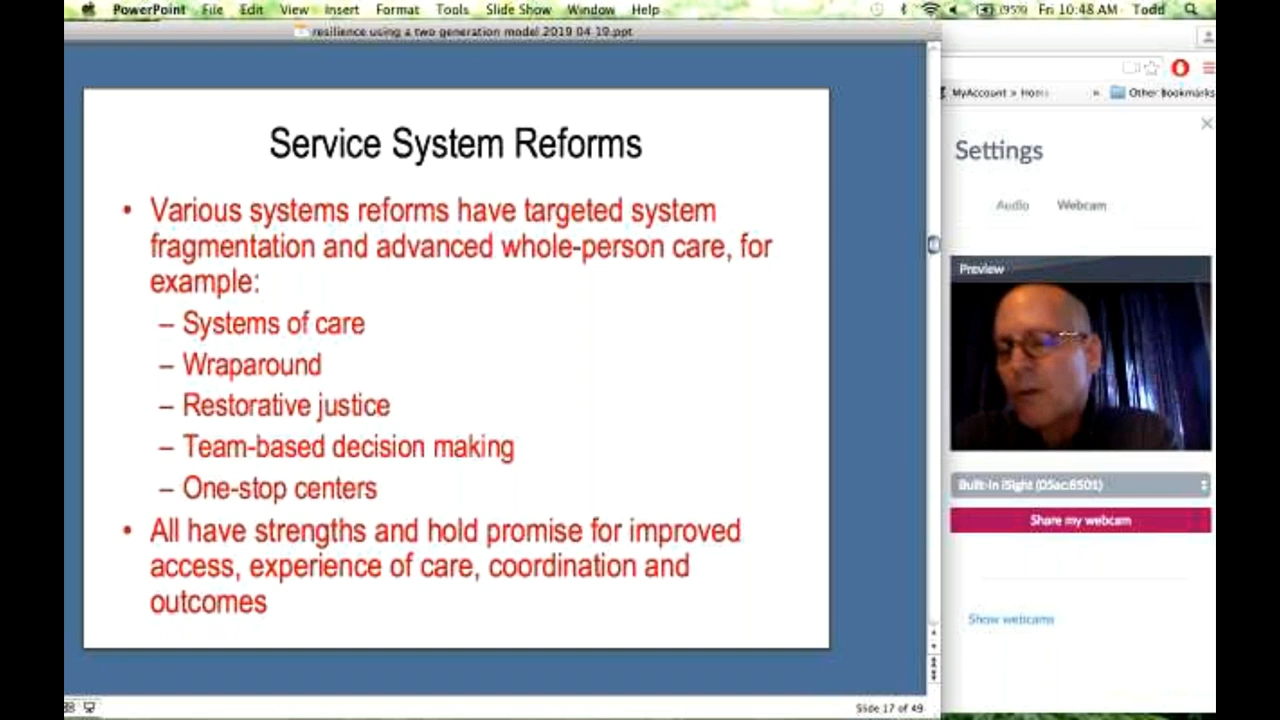 PowerPoint File Edit View Insert Format Tools Slide Show Window Help (95%) Fri 10:48 AM Todd
resilience using a two generation model 2019 04 19.ppt
Service System Reforms
• Various systems reforms have targeted system
fragmentation and advanced whole-person care, for
example:
– Systems of care
– Wraparound
– Restorative justice
– Team-based decision making
– One-stop centers
• All have strengths and hold promise for improved
access, experience of care, coordination and
outcomes
Slide 17 of 49
MyAccount » Home » Other Bookmarks
Settings
Audio Webcam
Preview
Built-in iSight (05ac:8501)
Share my webcam
Show webcams